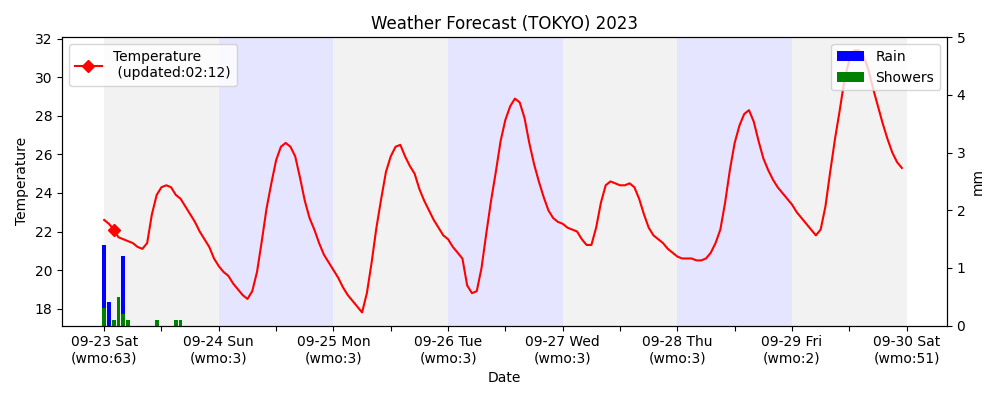 Weather Forecast (TOKYO) 2023
Temperature
(updated:02:12)
Rain
Showers
32
30
28
26
24
22
20
18
Temperature
5
4
3
2
1
0
mm
09-23 Sat
(wmo:63)
09-24 Sun
(wmo:3)
09-25 Mon
(wmo:3)
09-26 Tue
(wmo:3)
09-27 Wed
(wmo:3)
09-28 Thu
(wmo:3)
09-29 Fri
(wmo:2)
09-30 Sat
(wmo:51)
Date